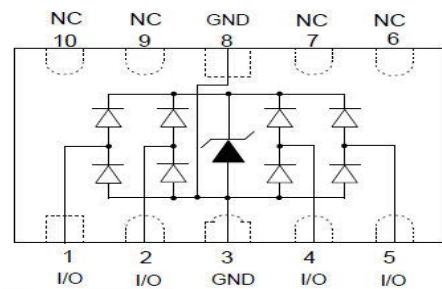 NC NC GND NC NC
10 9 8 7 6
1 2 3 4 5
I/O I/O GND I/O I/O